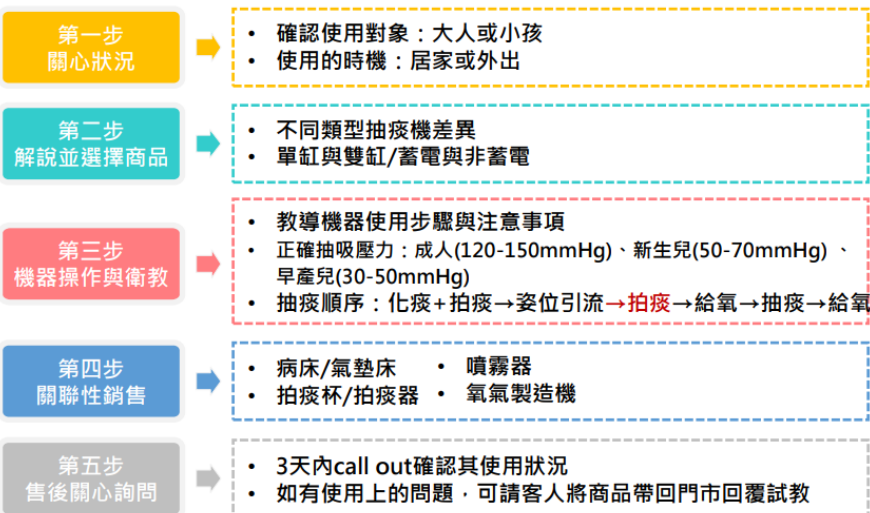 第一步
關心狀況
• 確認使用對象：大人或小孩
• 使用的時機：居家或外出
第二步
解說並選擇商品
• 不同類型抽痰機差異
• 單缸與雙缸/蓄電與非蓄電
第三步
機器操作與衛教
• 教導機器使用步驟與注意事項
• 正確抽吸壓力：成人(120-150mmHg)、新生兒(50-70mmHg) 、
早產兒(30-50mmHg)
• 抽痰順序：化痰+拍痰→姿位引流→拍痰→給氧→抽痰→給氧
第四步
關聯性銷售
• 病床/氣墊床 • 噴霧器
• 拍痰杯/拍痰器 • 氧氣製造機
第五步
售後關心詢問
• 3天內call out確認其使用狀況
• 如有使用上的問題，可請客人將商品帶回門市回覆試教